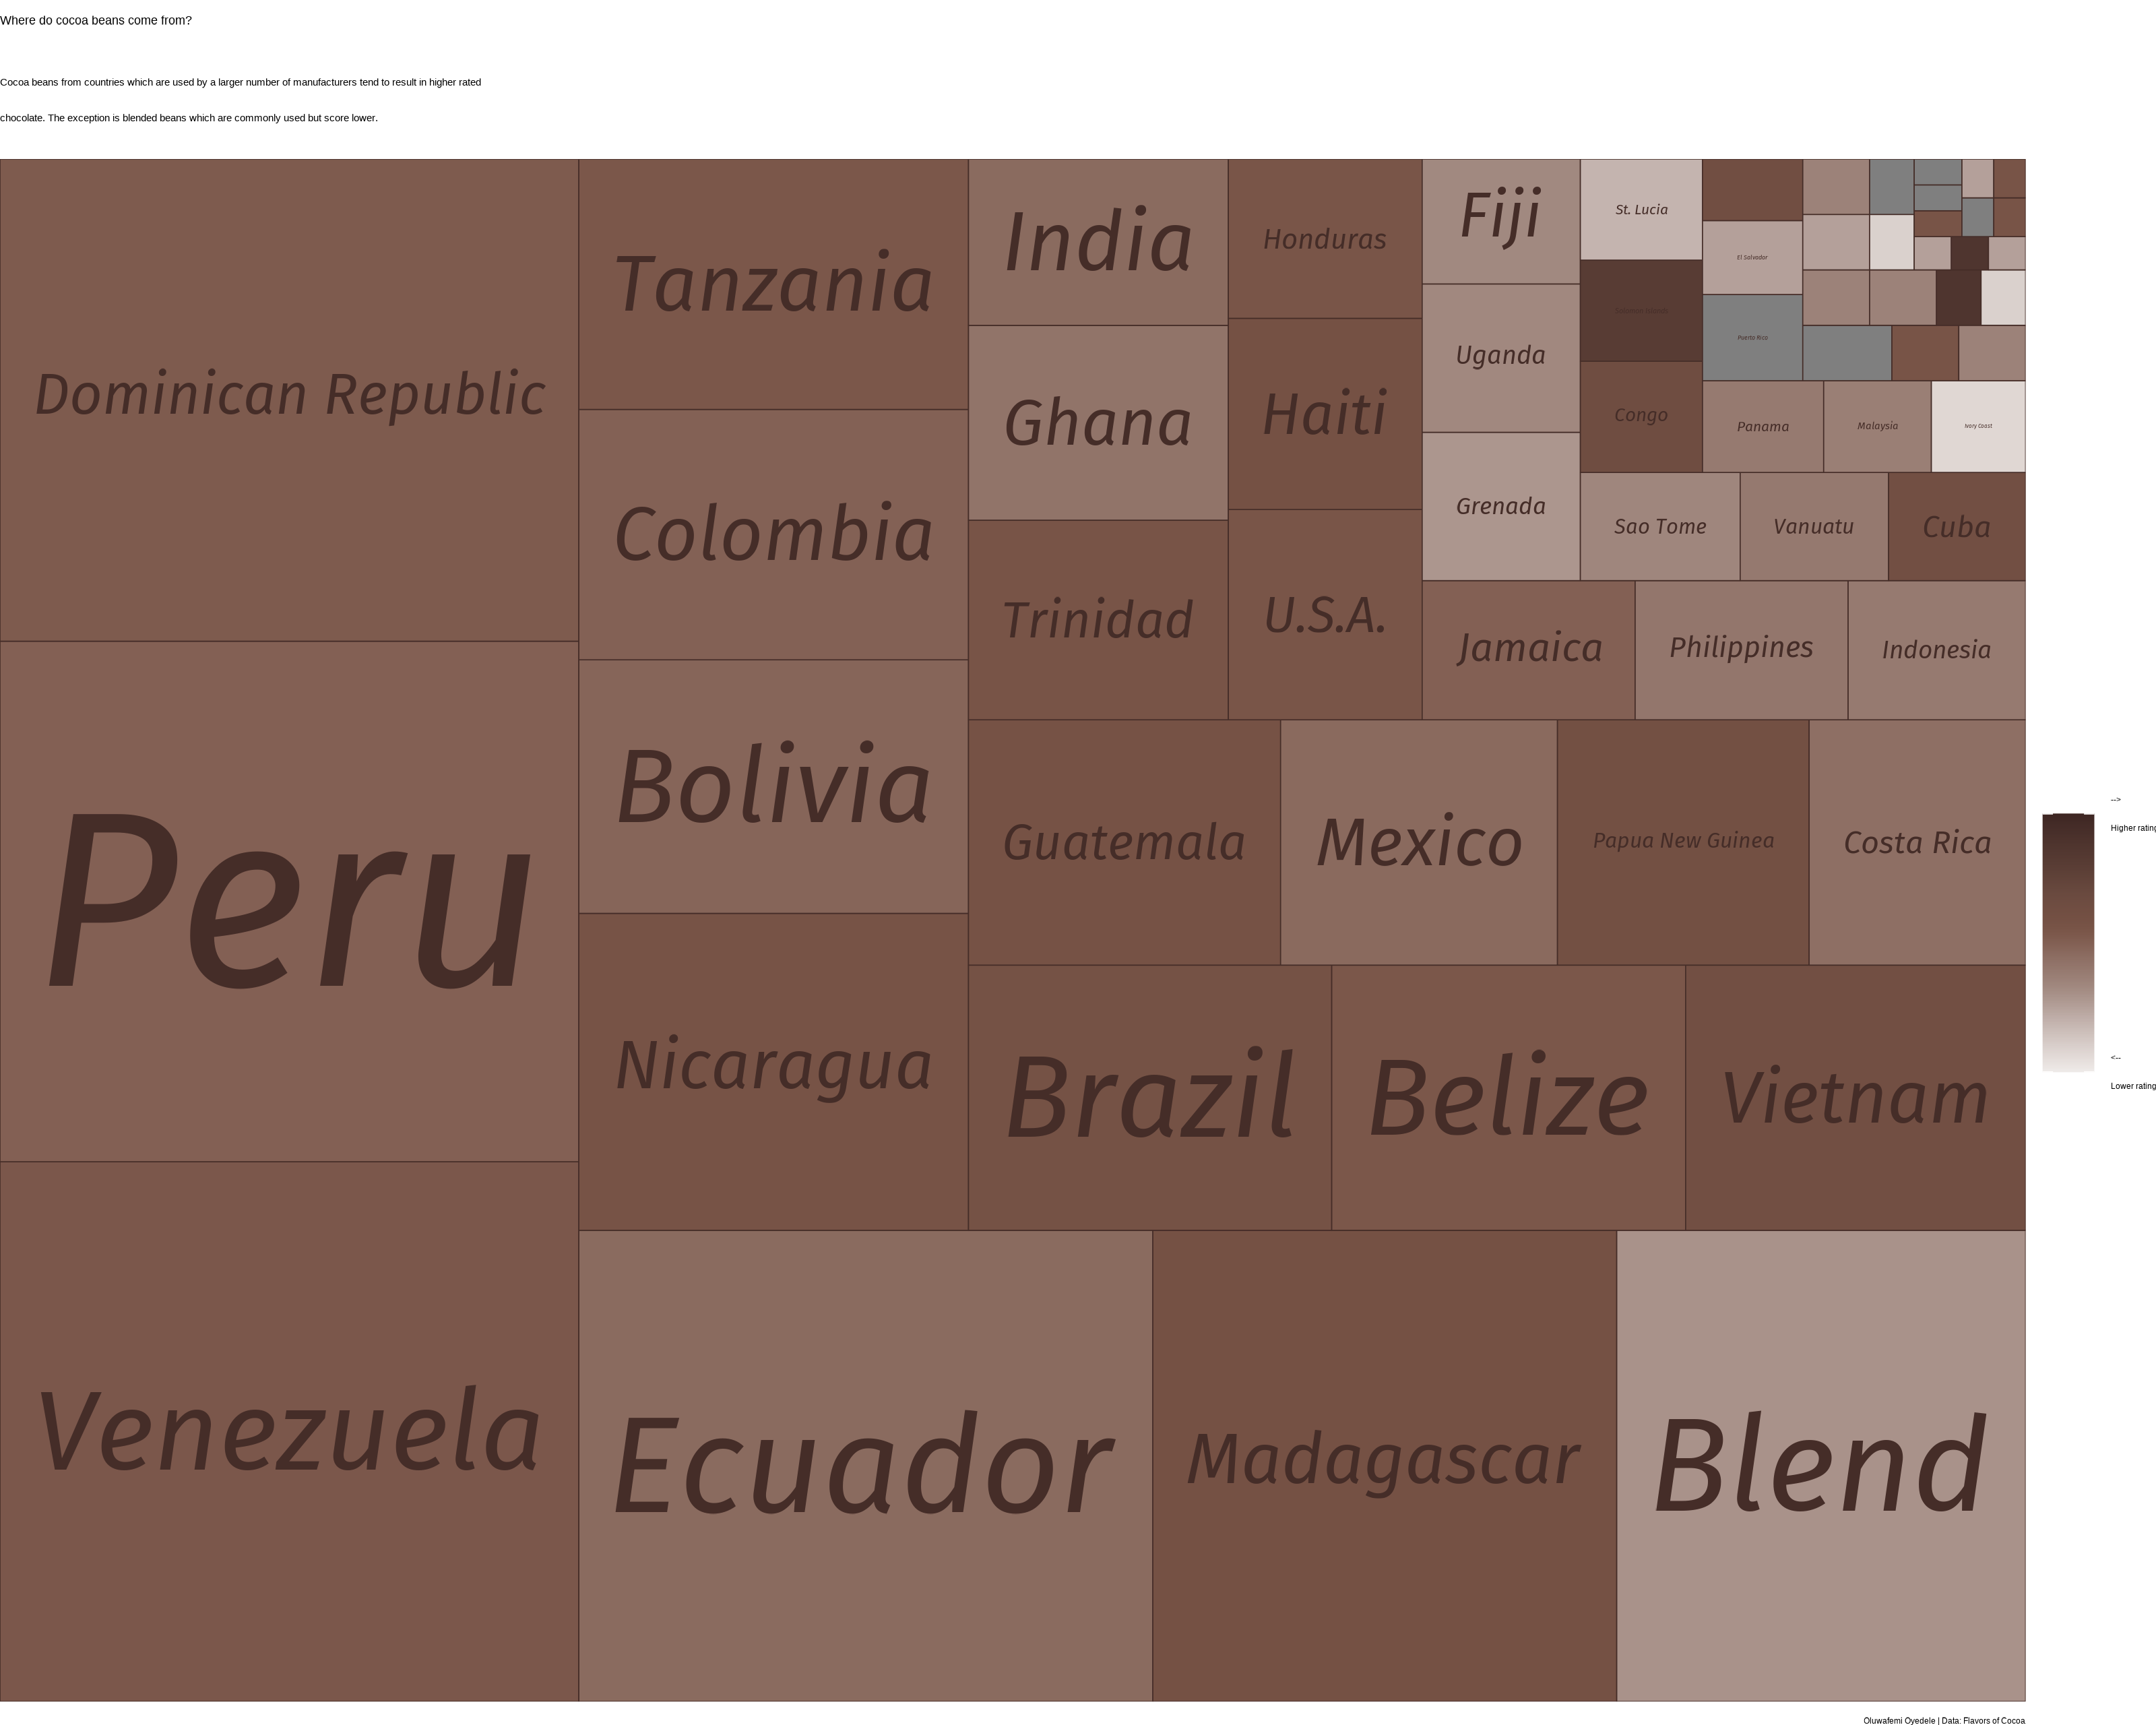 Where do cocoa beans come from?
Cocoa beans from countries which are used by a larger number of manufacturers tend to result in higher rated
chocolate. The exception is blended beans which are commonly used but score lower.
Dominican Republic
Peru
Venezuela
Tanzania
Colombia
Bolivia
Nicaragua
Ecuador
Madagascar
Blend
India
Ghana
Trinidad
Honduras
Haiti
U.S.A.
Guatemala
Mexico
Papua New Guinea
Costa Rica
Brazil
Belize
Vietnam
Fiji
Uganda
Grenada
Jamaica
Philippines
Indonesia
St. Lucia
Congo
Sao Tome
Vanuatu
Cuba
El Salvador
Puerto Rico
Panama
Malaysia
Ivory Coast
-->
Higher rating
<--
Lower rating
Oluwafemi Oyedele | Data: Flavors of Cocoa